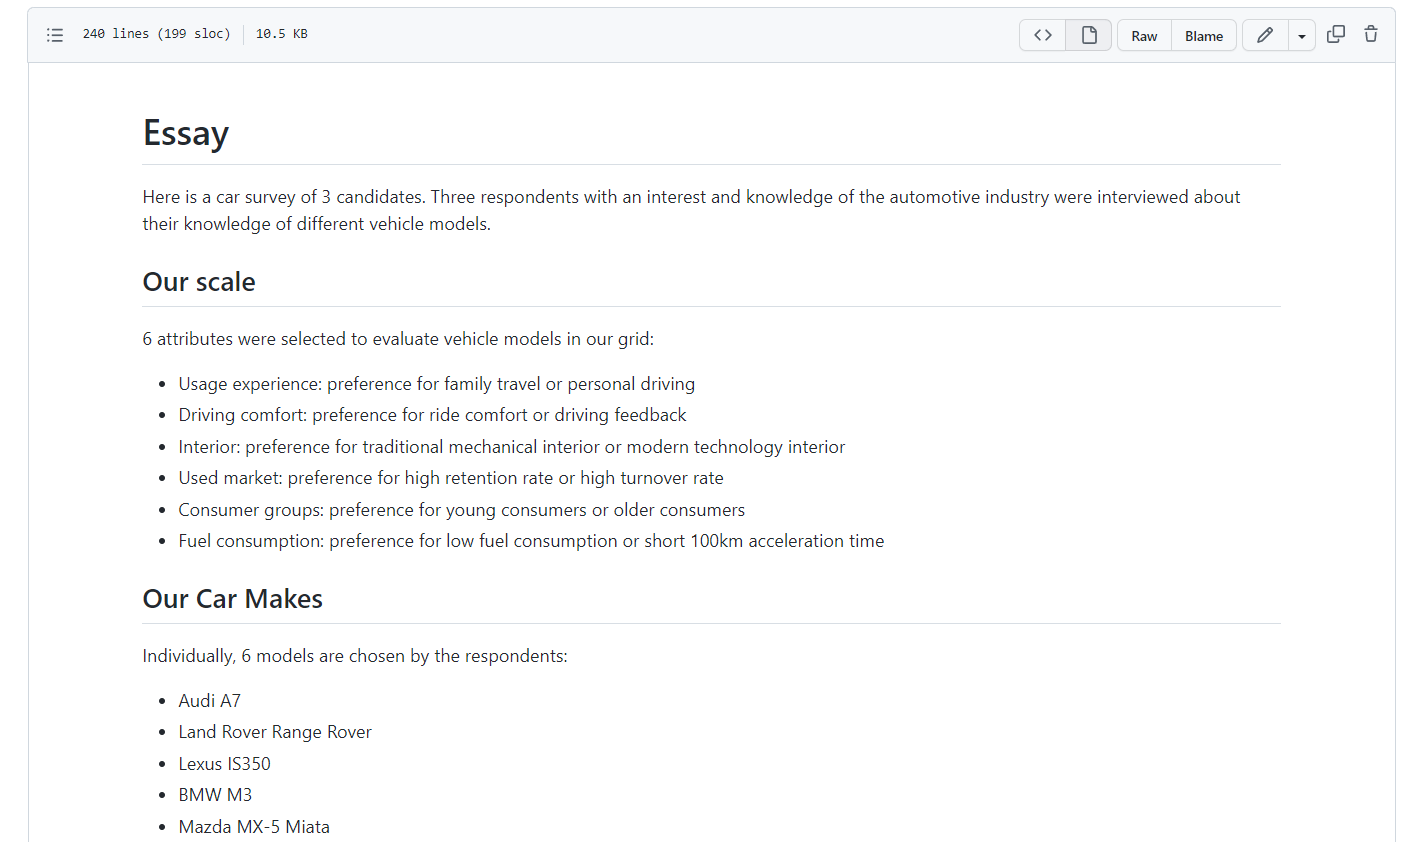 240 lines (199 sloc) 10.5 KB
Raw Blame
Essay
Here is a car survey of 3 candidates. Three respondents with an interest and knowledge of the automotive industry were interviewed about
their knowledge of different vehicle models.
Our scale
6 attributes were selected to evaluate vehicle models in our grid:
• Usage experience: preference for family travel or personal driving
• Driving comfort: preference for ride comfort or driving feedback
• Interior: preference for traditional mechanical interior or modern technology interior
• Used market: preference for high retention rate or high turnover rate
• Consumer groups: preference for young consumers or older consumers
• Fuel consumption: preference for low fuel consumption or short 100km acceleration time
Our Car Makes
Individually, 6 models are chosen by the respondents:
• Audi A7
• Land Rover Range Rover
• Lexus IS350
• BMW M3
• Mazda MX-5 Miata